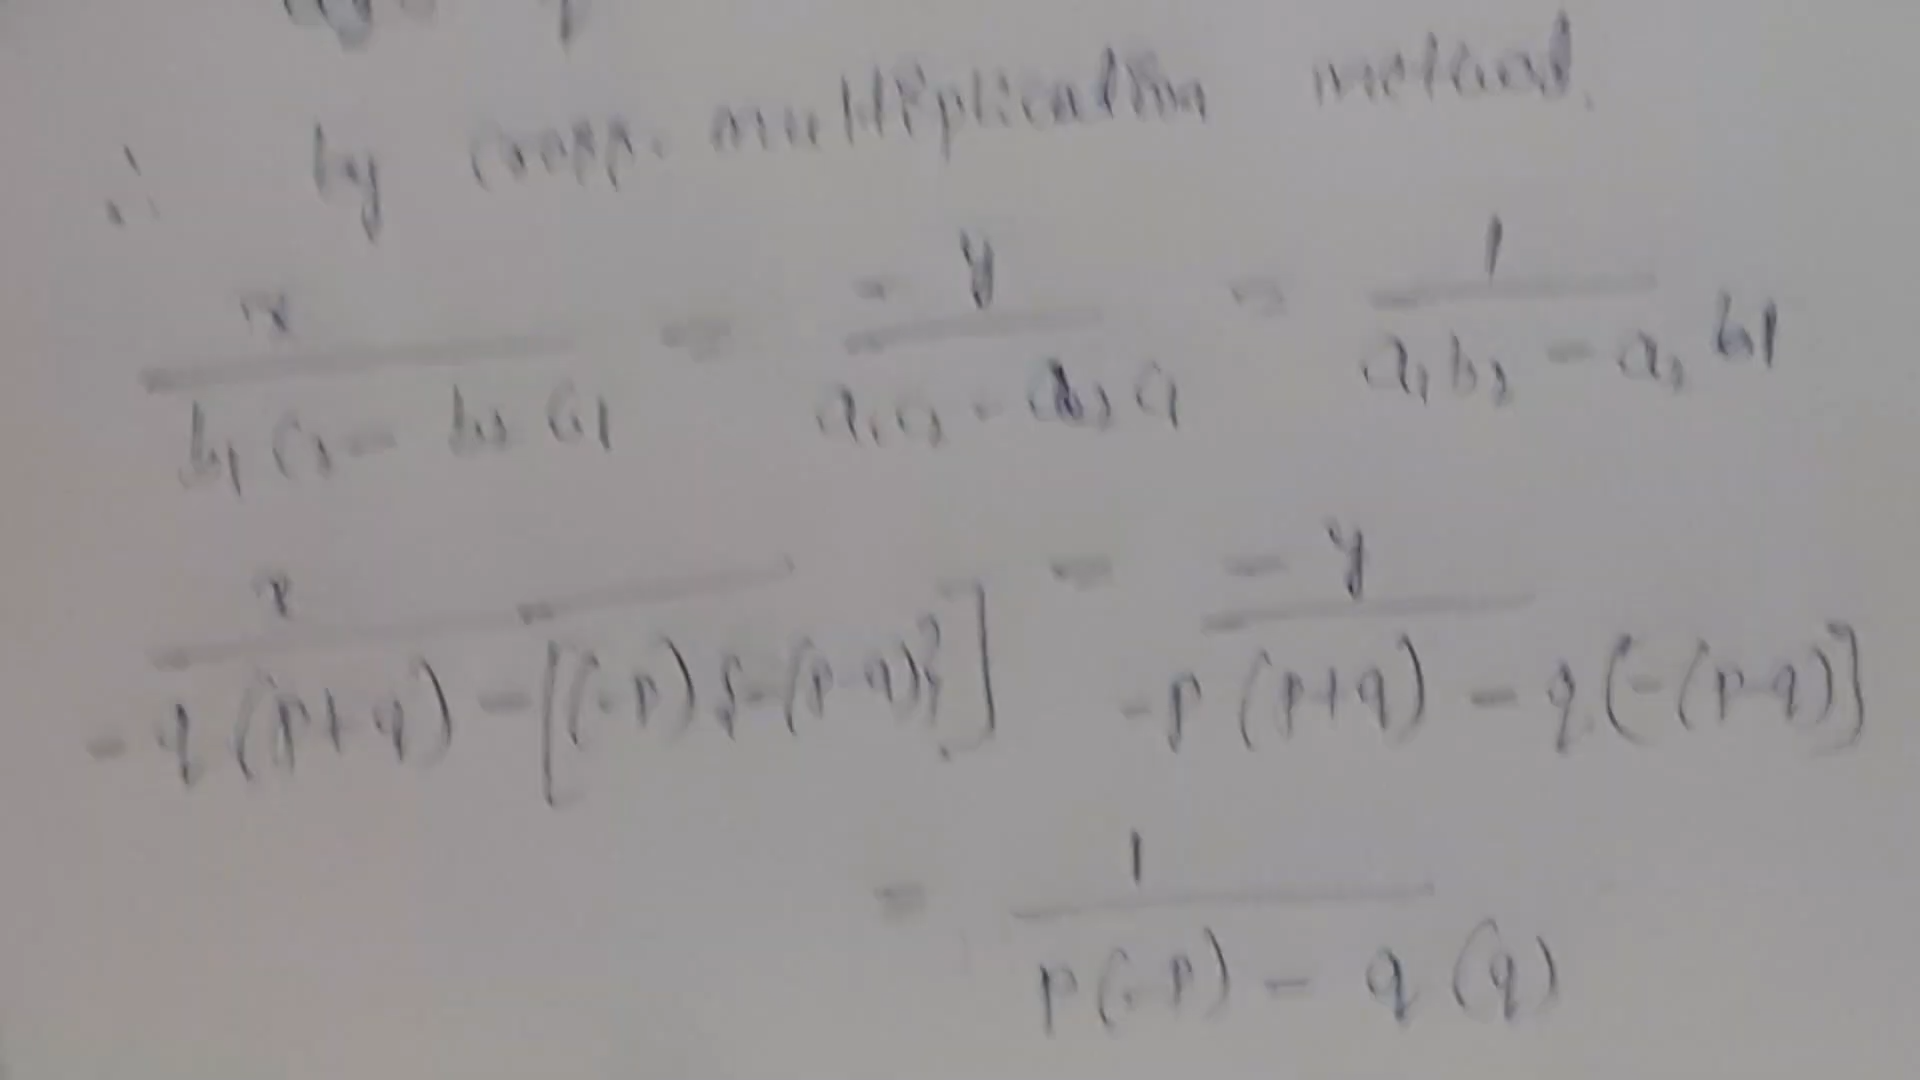 ∴ by cross multiplication method.
x / (b₁c₂ - b₂c₁) = -y / (a₁c₂ - a₂c₁) = 1 / (a₁b₂ - a₂b₁)
x / (-q(p+q) - [(-p){-(p-q)}]) = -y / (-p(p+q) - q{-(p-q)})
= 1 / (p(-p) - q(q))